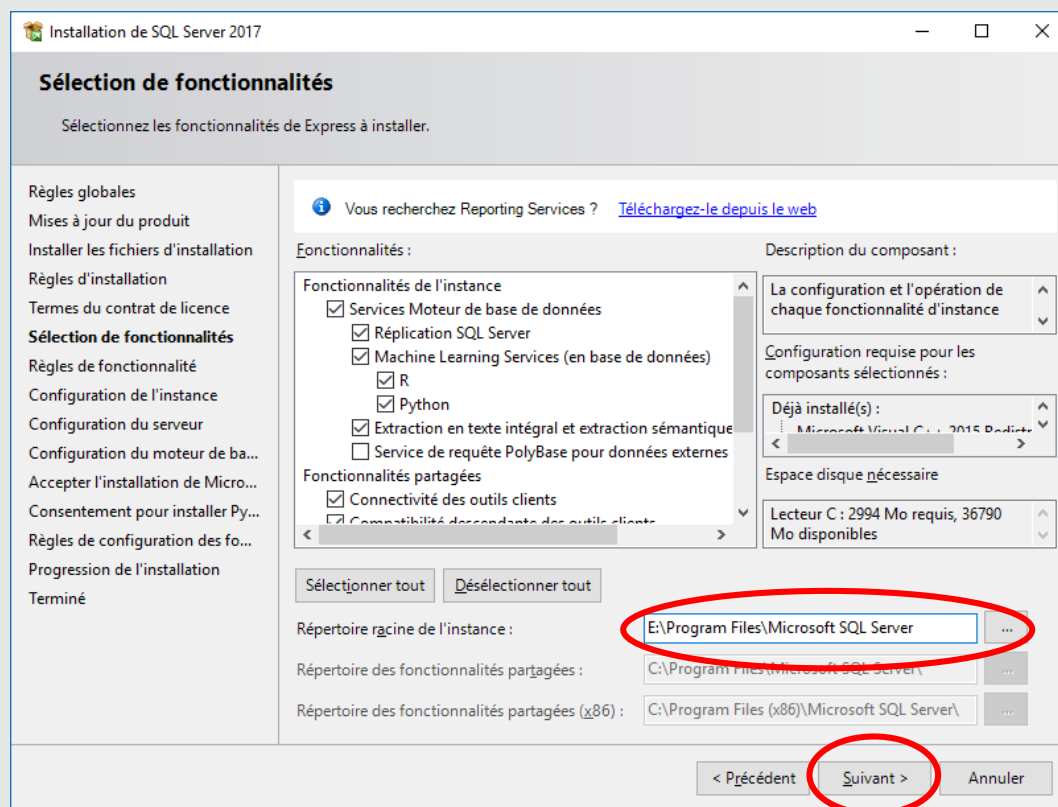 Installation de SQL Server 2017
Sélection de fonctionnalités
Sélectionnez les fonctionnalités de Express à installer.
Règles globales
Mises à jour du produit
Installer les fichiers d'installation
Règles d'installation
Termes du contrat de licence
Sélection de fonctionnalités
Règles de fonctionnalité
Configuration de l'instance
Configuration du serveur
Configuration du moteur de ba...
Accepter l'installation de Micro...
Consentement pour installer Py...
Règles de configuration des fo...
Progression de l'installation
Terminé
Vous recherchez Reporting Services ? Téléchargez-le depuis le web
Fonctionnalités :
Fonctionnalités de l'instance
Services Moteur de base de données
Réplication SQL Server
Machine Learning Services (en base de données)
R
Python
Extraction en texte intégral et extraction sémantique
Service de requête PolyBase pour données externes
Fonctionnalités partagées
Connectivité des outils clients
Compatibilité descendante des outils clients
Description du composant :
La configuration et l'opération de
chaque fonctionnalité d'instance
Configuration requise pour les
composants sélectionnés :
Déjà installé(s) :
Microsoft Visual C++ 2015 Redistr
Espace disque nécessaire
Lecteur C : 2994 Mo requis, 36790
Mo disponibles
Sélectionner tout
Désélectionner tout
Répertoire racine de l'instance :
E:\Program Files\Microsoft SQL Server
...
Répertoire des fonctionnalités partagées :
C:\Program Files\Microsoft SQL Server\
...
Répertoire des fonctionnalités partagées (x86) :
C:\Program Files (x86)\Microsoft SQL Server\
...
< Précédent
Suivant >
Annuler